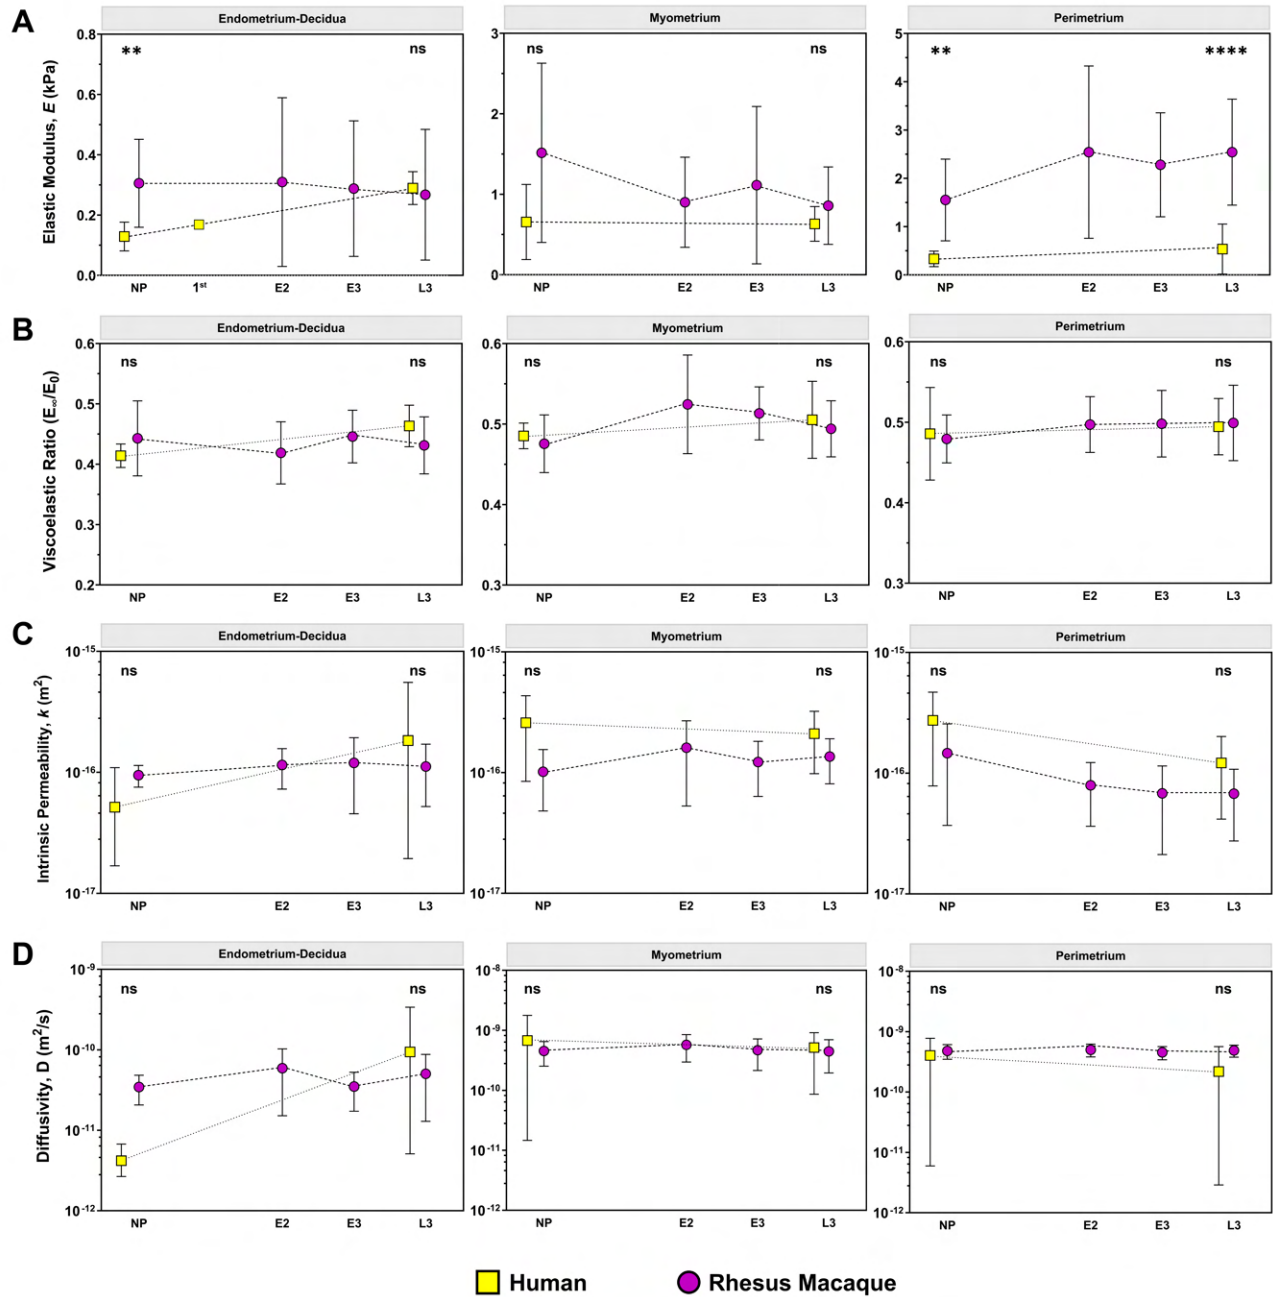 A
Endometrium-Decidua
Myometrium
Perimetrium
Elastic Modulus, E (kPa)
0.8
0.6
0.4
0.2
0.0
** ns
NP 1st E2 E3 L3
3
2
1
0
ns ns
NP E2 E3 L3
5
4
3
2
1
0
** ****
NP E2 E3 L3
B
Endometrium-Decidua
Myometrium
Perimetrium
Viscoelastic Ratio (E∞/E0)
0.6
0.5
0.4
0.3
0.2
ns ns
NP E2 E3 L3
0.6
0.5
0.4
0.3
ns ns
NP E2 E3 L3
0.6
0.5
0.4
0.3
ns ns
NP E2 E3 L3
C
Endometrium-Decidua
Myometrium
Perimetrium
Intrinsic Permeability, k (m²)
10⁻¹⁵
10⁻¹⁶
10⁻¹⁷
ns ns
NP E2 E3 L3
10⁻¹⁵
10⁻¹⁶
10⁻¹⁷
ns ns
NP E2 E3 L3
10⁻¹⁵
10⁻¹⁶
10⁻¹⁷
ns ns
NP E2 E3 L3
D
Endometrium-Decidua
Myometrium
Perimetrium
Diffusivity, D (m²/s)
10⁻⁹
10⁻¹⁰
10⁻¹¹
10⁻¹²
ns ns
NP E2 E3 L3
10⁻⁸
10⁻⁹
10⁻¹⁰
10⁻¹¹
10⁻¹²
ns ns
NP E2 E3 L3
10⁻⁸
10⁻⁹
10⁻¹⁰
10⁻¹¹
10⁻¹²
ns ns
NP E2 E3 L3
Human Rhesus Macaque